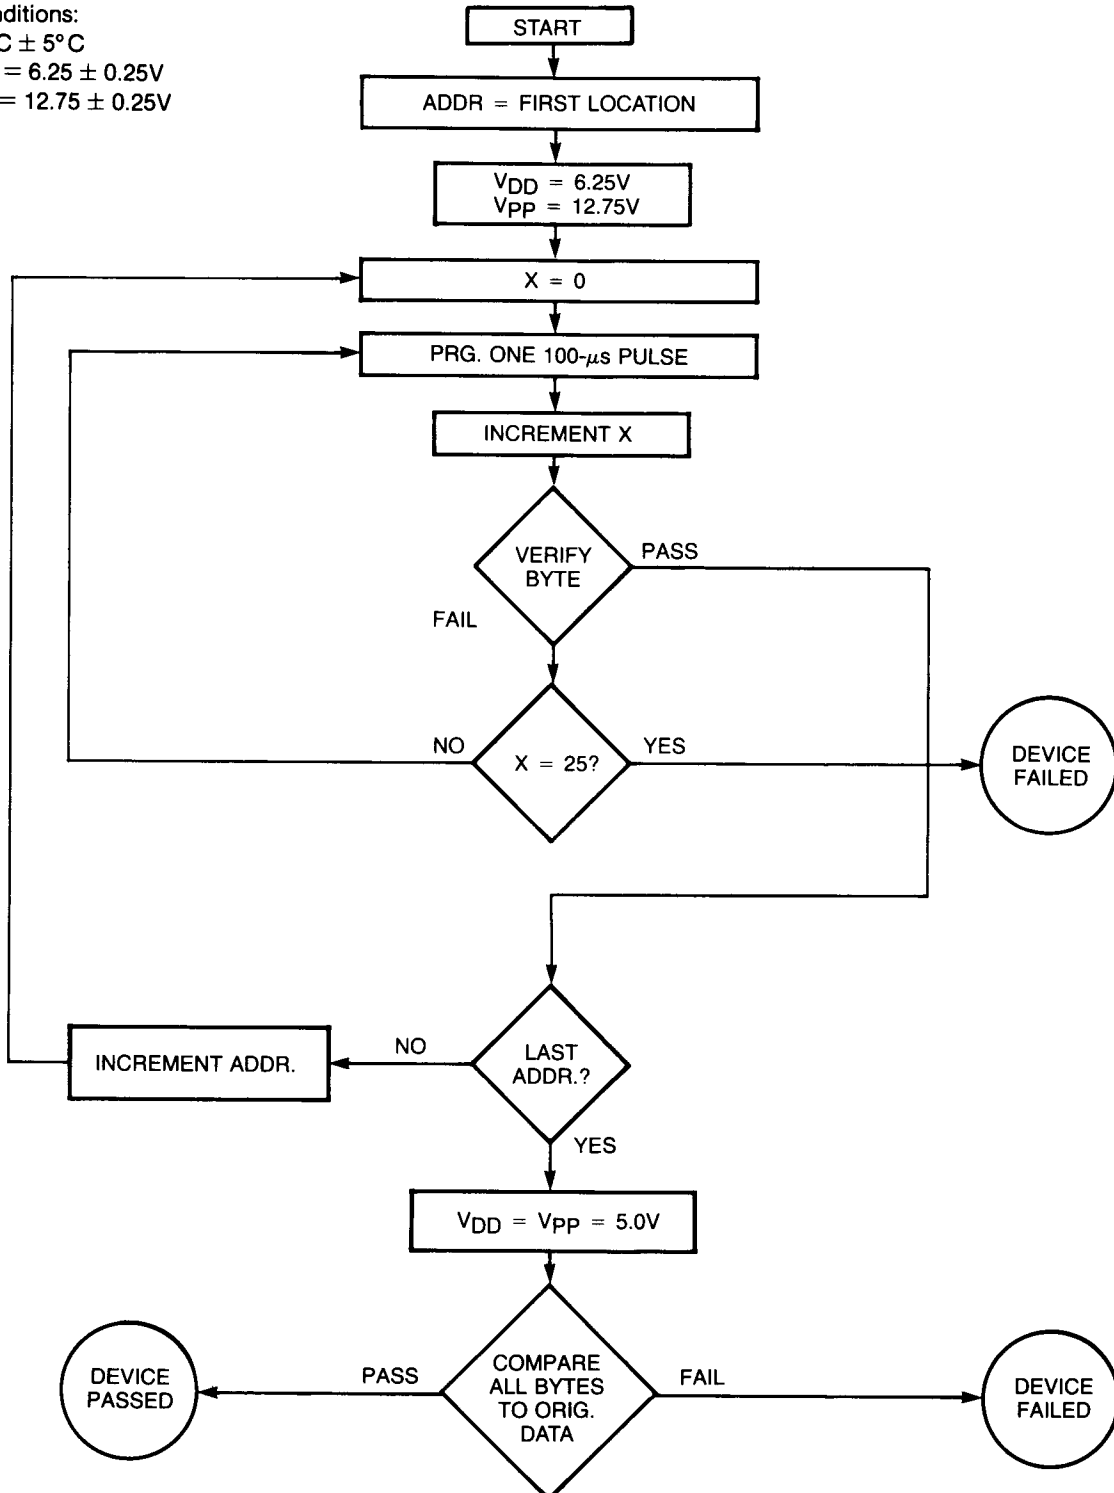 ± 5°C
= 6.25 ± 0.25V
= 12.75 ± 0.25V
START
ADDR = FIRST LOCATION
VDD = 6.25V
VPP = 12.75V
X = 0
PRG. ONE 100-μs PULSE
INCREMENT X
VERIFY
BYTE
PASS
FAIL
X = 25?
NO
YES
DEVICE
FAILED
LAST
ADDR.?
NO
INCREMENT ADDR.
YES
VDD = VPP = 5.0V
COMPARE
ALL BYTES
TO ORIG.
DATA
PASS
DEVICE
PASSED
FAIL
DEVICE
FAILED